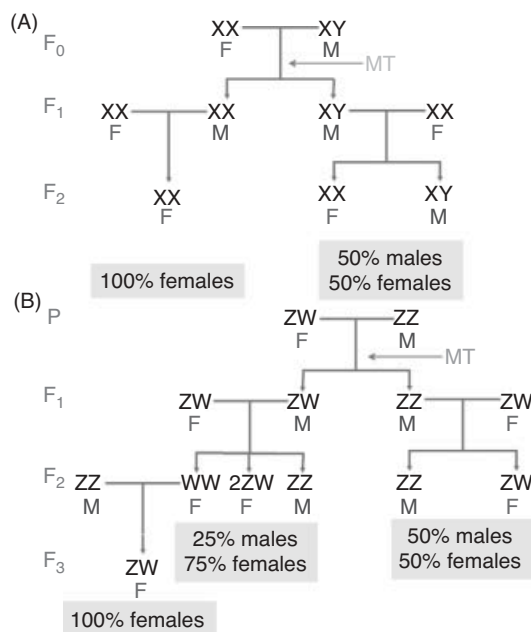 (A)
F0 XX XY
F M
MT
F1 XX XX XY XX
F M M F
F2 XX XX XY
F F M
100% females
50% males
50% females
(B)
P ZW ZZ
F M
MT
F1 ZW ZW ZZ ZW
F M M F
F2 ZZ WW 2ZW ZZ ZZ ZW
M F F M M F
25% males
75% females
50% males
50% females
F3 ZW
F
100% females